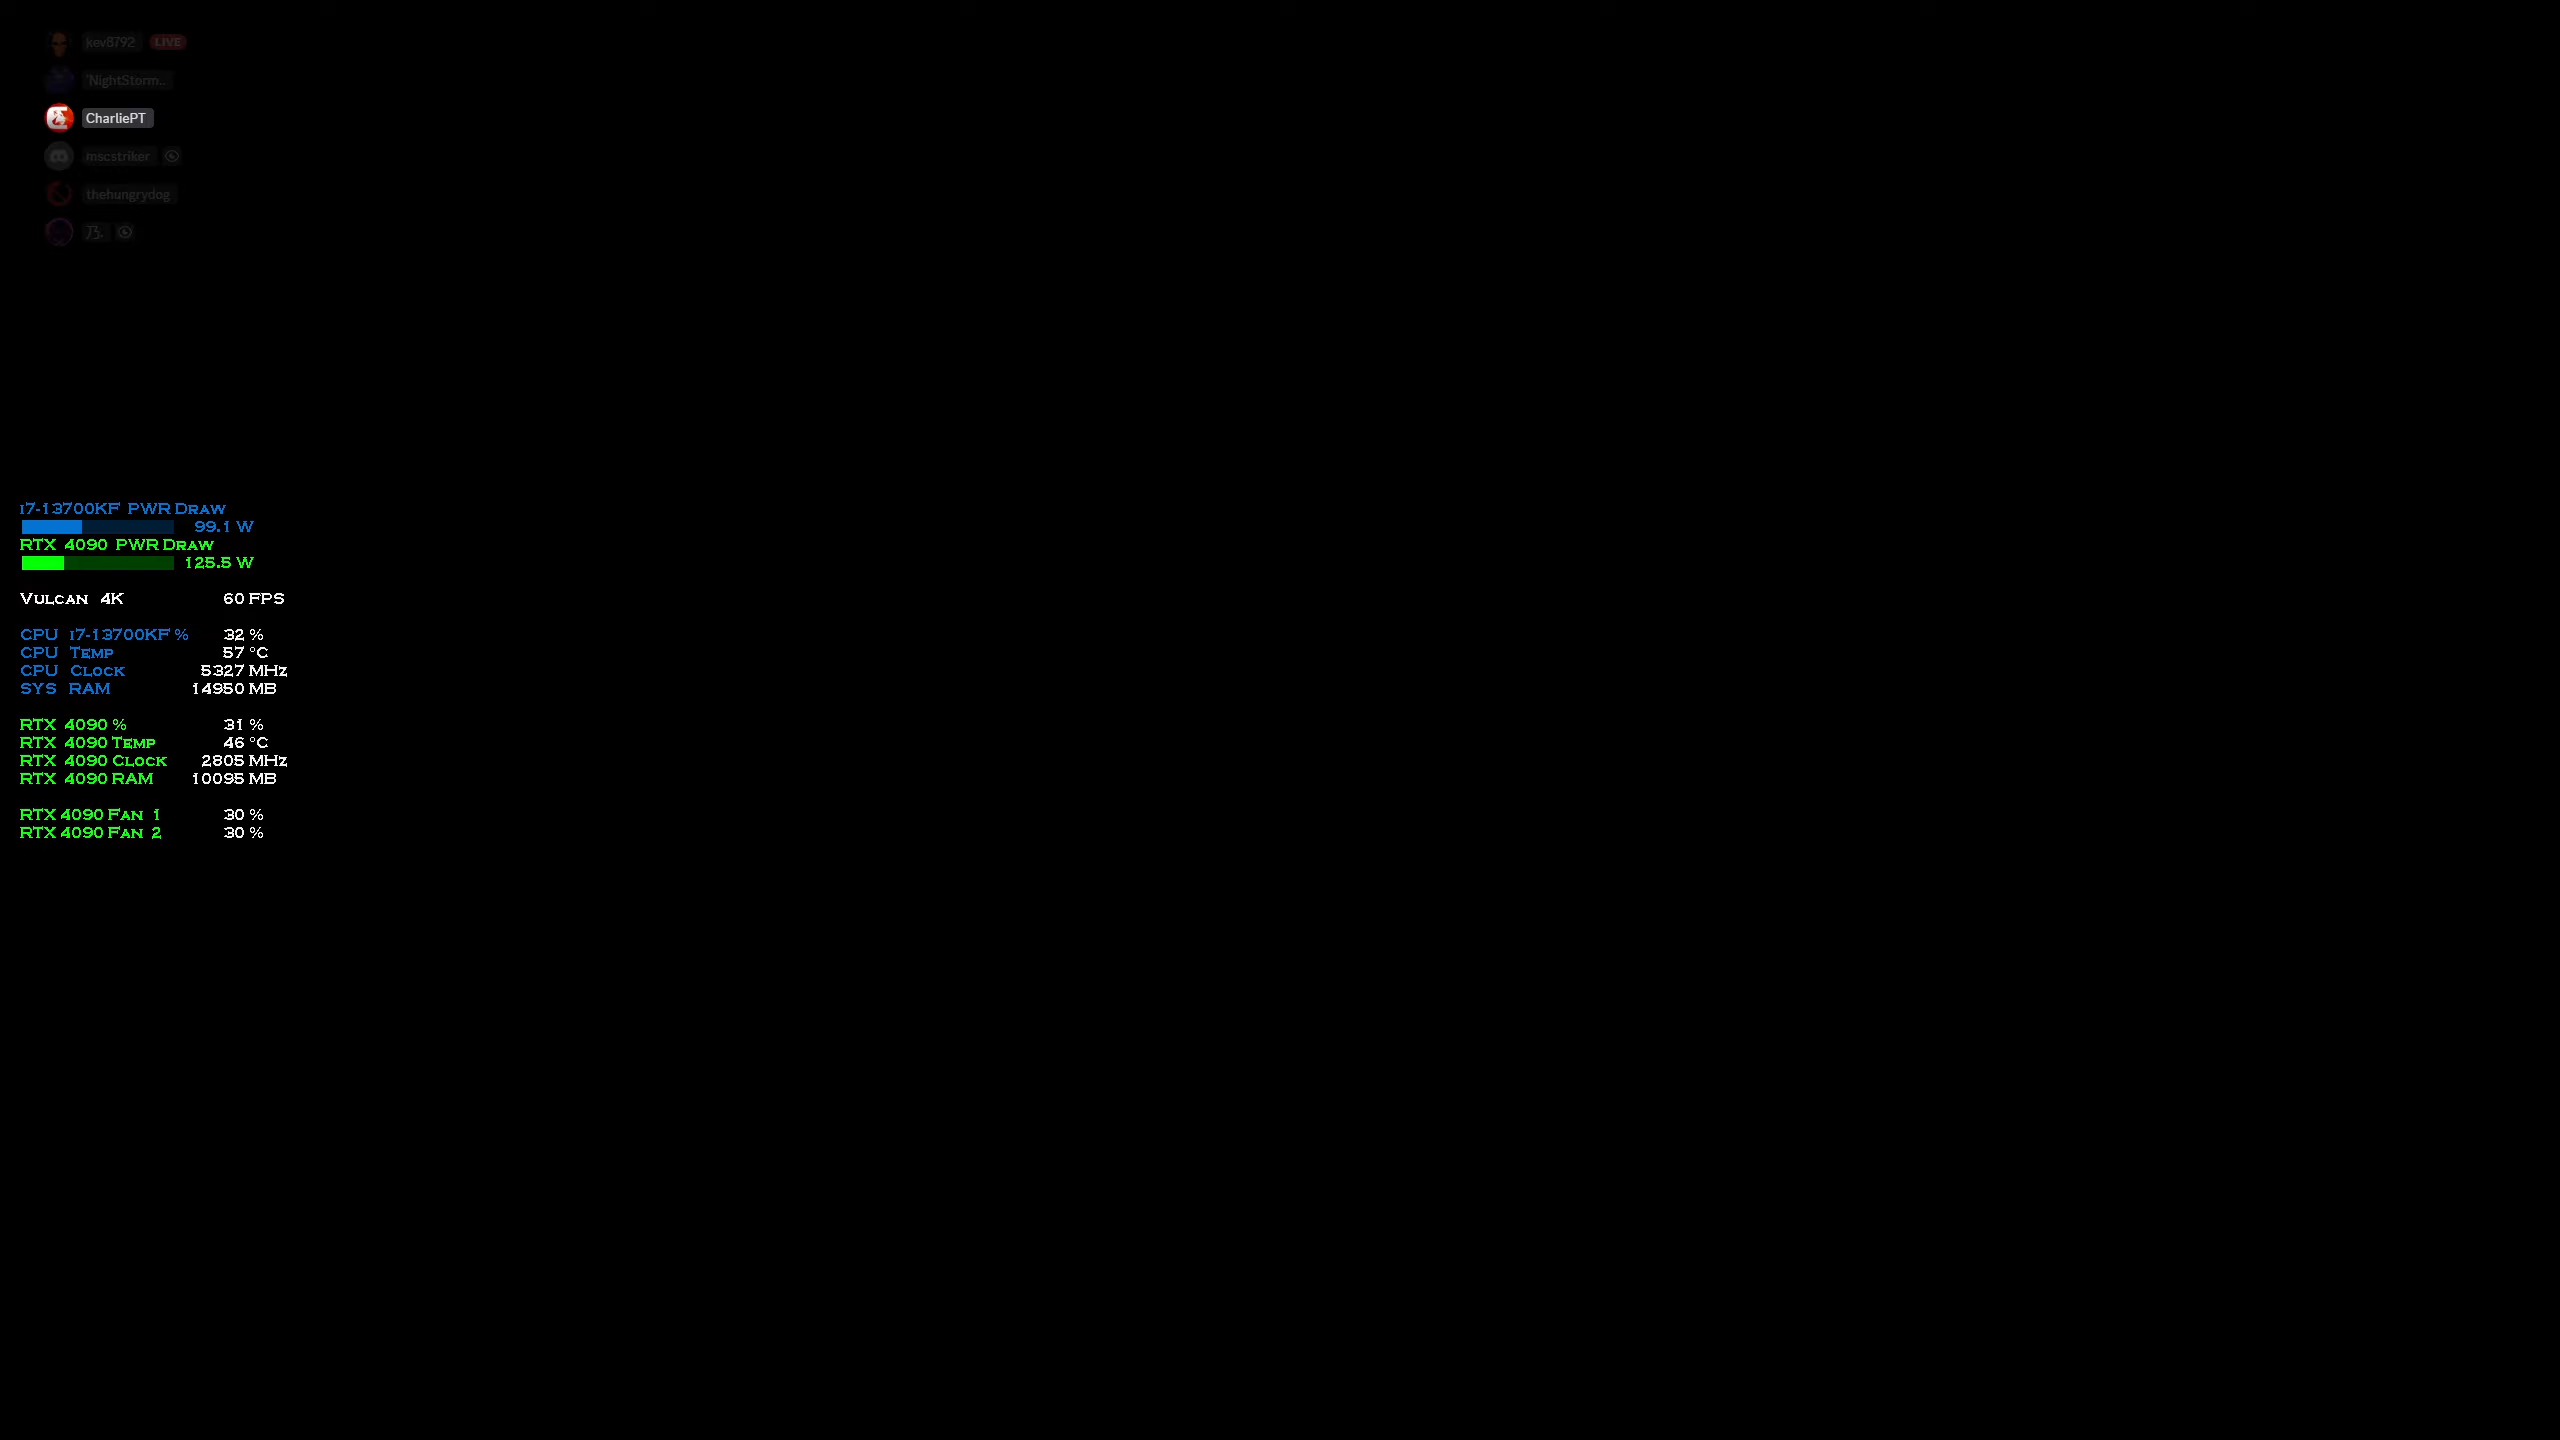 kev8792 LIVE
'NightStorm..
CharliePT
mscstriker
thehungrydog
i7-13700KF PWR Draw
99.1 W
RTX 4090 PWR Draw
125.5 W
Vulcan 4K 60 FPS
CPU i7-13700KF % 32 %
CPU Temp 57 °C
CPU Clock 5327 MHz
SYS RAM 14950 MB
RTX 4090 % 31 %
RTX 4090 Temp 46 °C
RTX 4090 Clock 2805 MHz
RTX 4090 RAM 10095 MB
RTX 4090 Fan 1 30 %
RTX 4090 Fan 2 30 %